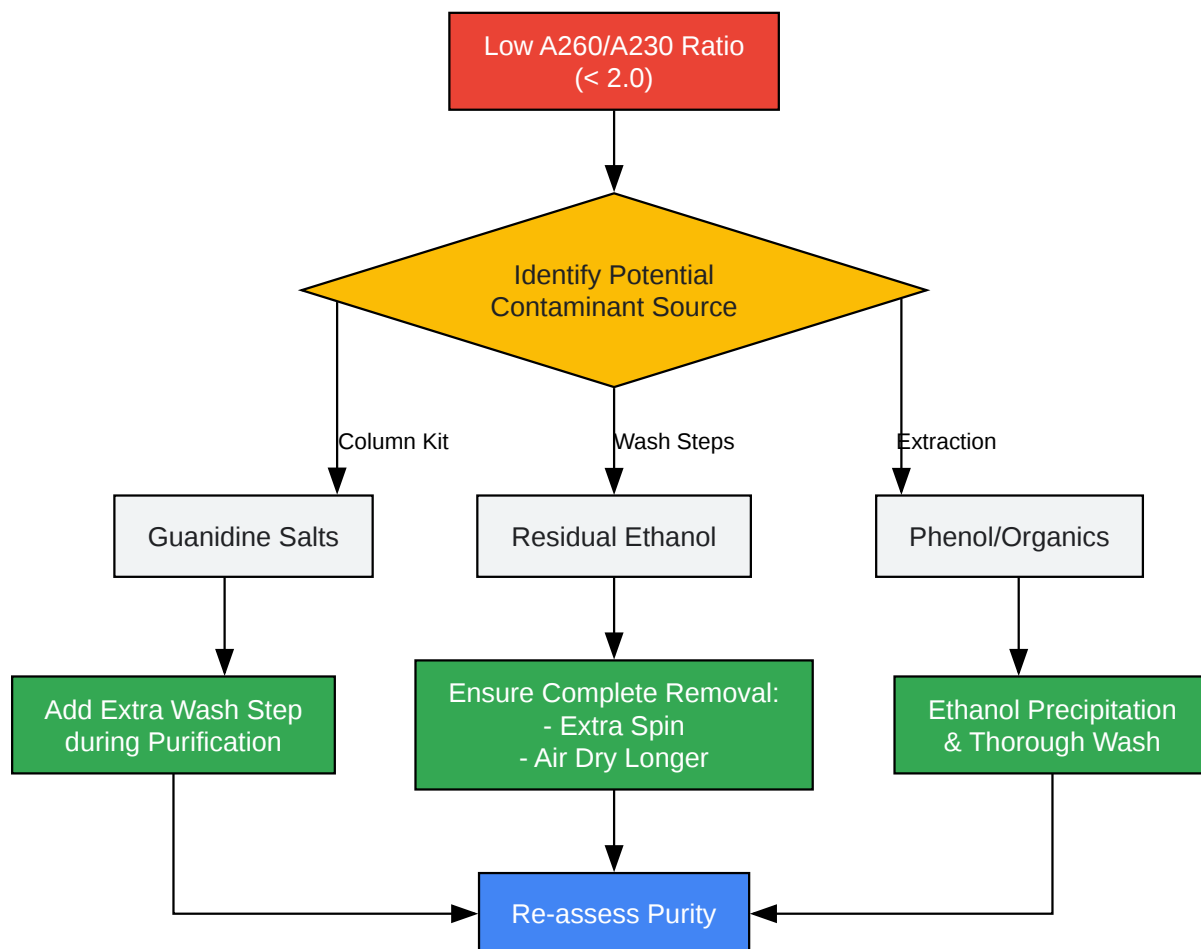 Low A260/A230 Ratio
(< 2.0)
Identify Potential
Contaminant Source
Column Kit
Wash Steps
Extraction
Guanidine Salts
Residual Ethanol
Phenol/Organics
Add Extra Wash Step
during Purification
Ensure Complete Removal:
- Extra Spin
- Air Dry Longer
Ethanol Precipitation
& Thorough Wash
Re-assess Purity